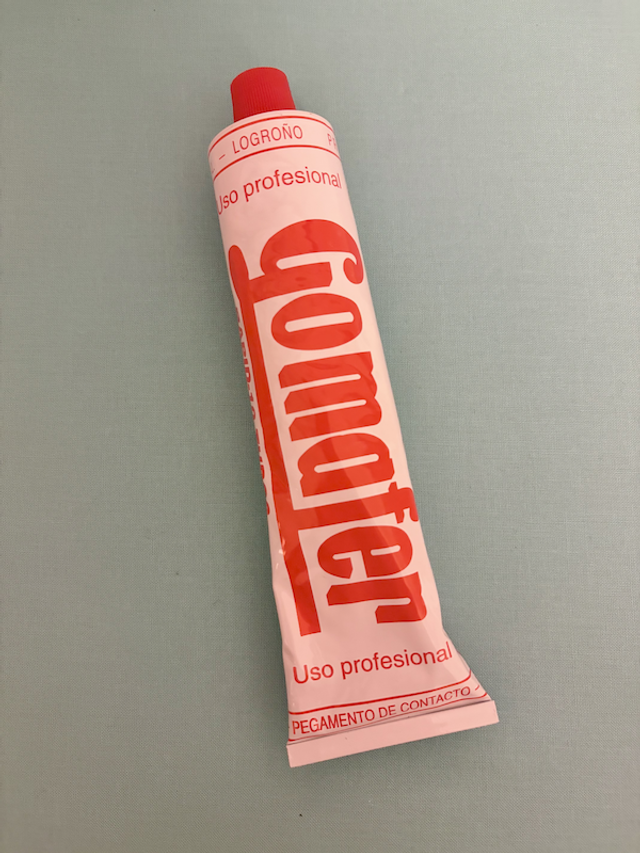 - LOGROÑO
Uso profesional
Gomafer
Uso profesional
PEGAMENTO DE CONTACTO -